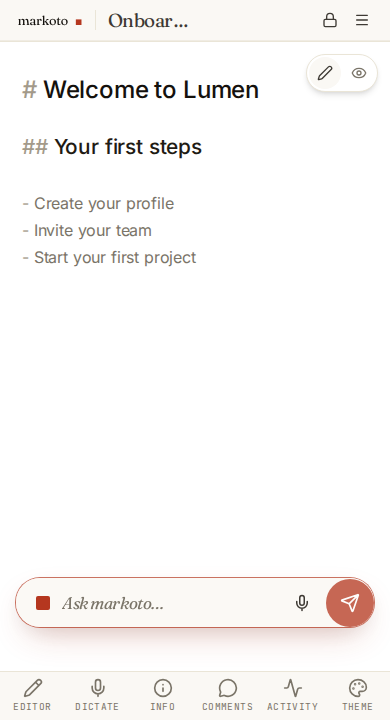 markoto
Onboar...
# Welcome to Lumen
## Your first steps
- Create your profile
- Invite your team
- Start your first project
Ask markoto...
EDITOR DICTATE INFO COMMENTS ACTIVITY THEME